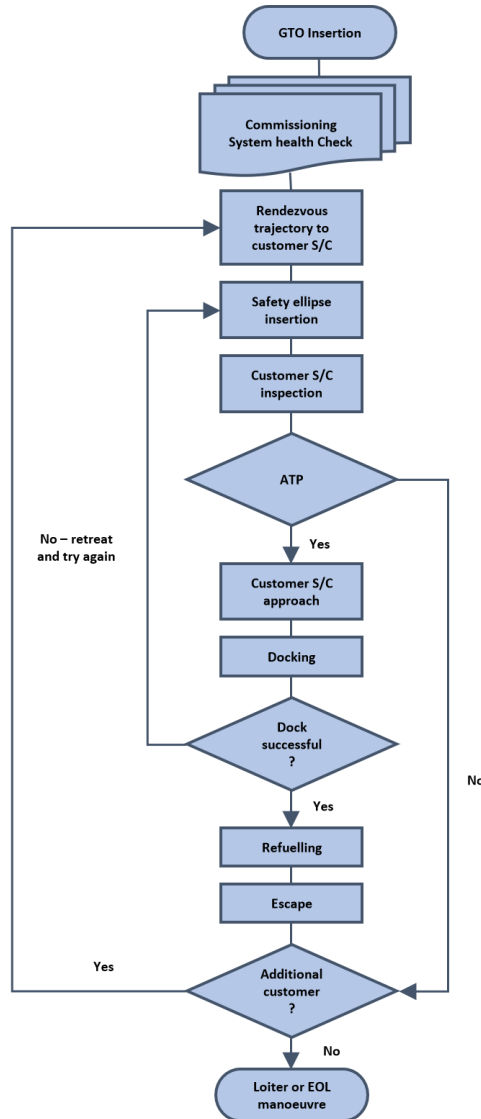 GTO Insertion
Commissioning
System health Check
Rendezvous
trajectory to
customer S/C
Safety ellipse
insertion
Customer S/C
inspection
ATP
No – retreat
and try again
Yes
Customer S/C
approach
Docking
Dock
successful
?
No
Yes
Refuelling
Escape
Yes
Additional
customer
?
No
Loiter or EOL
manoeuvre